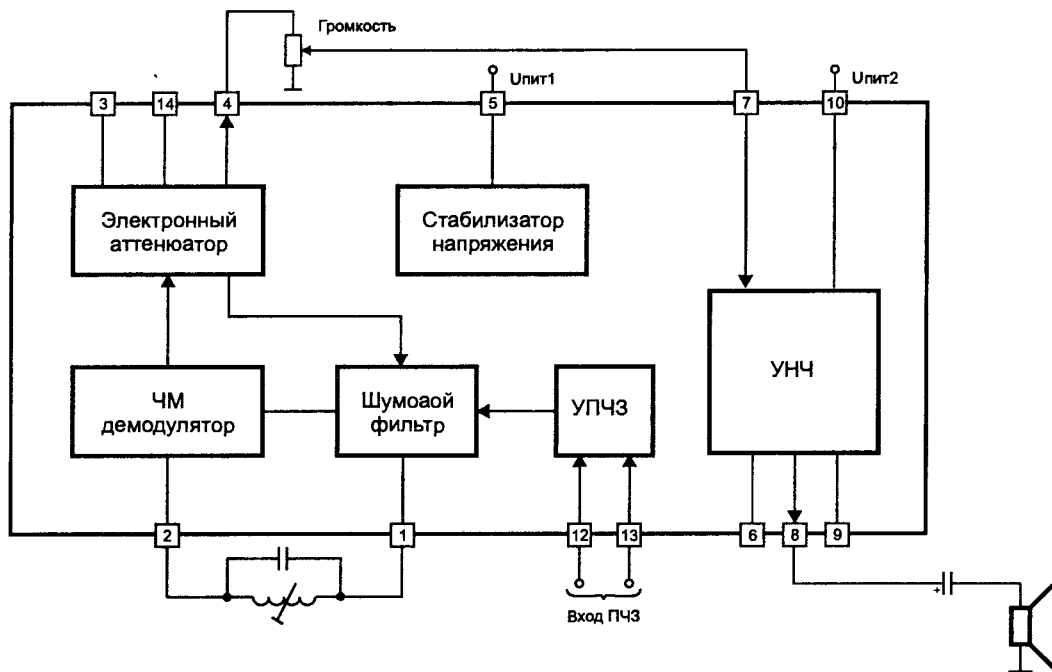 Громкость
Uпит1
Uпит2
3
14
4
5
7
10
Электронный
аттенюатор
Стабилизатор
напряжения
ЧМ
демодулятор
Шумоаой
фильтр
УПЧЗ
УНЧ
2
1
12
13
6
8
9
+
Вход ПЧЗ